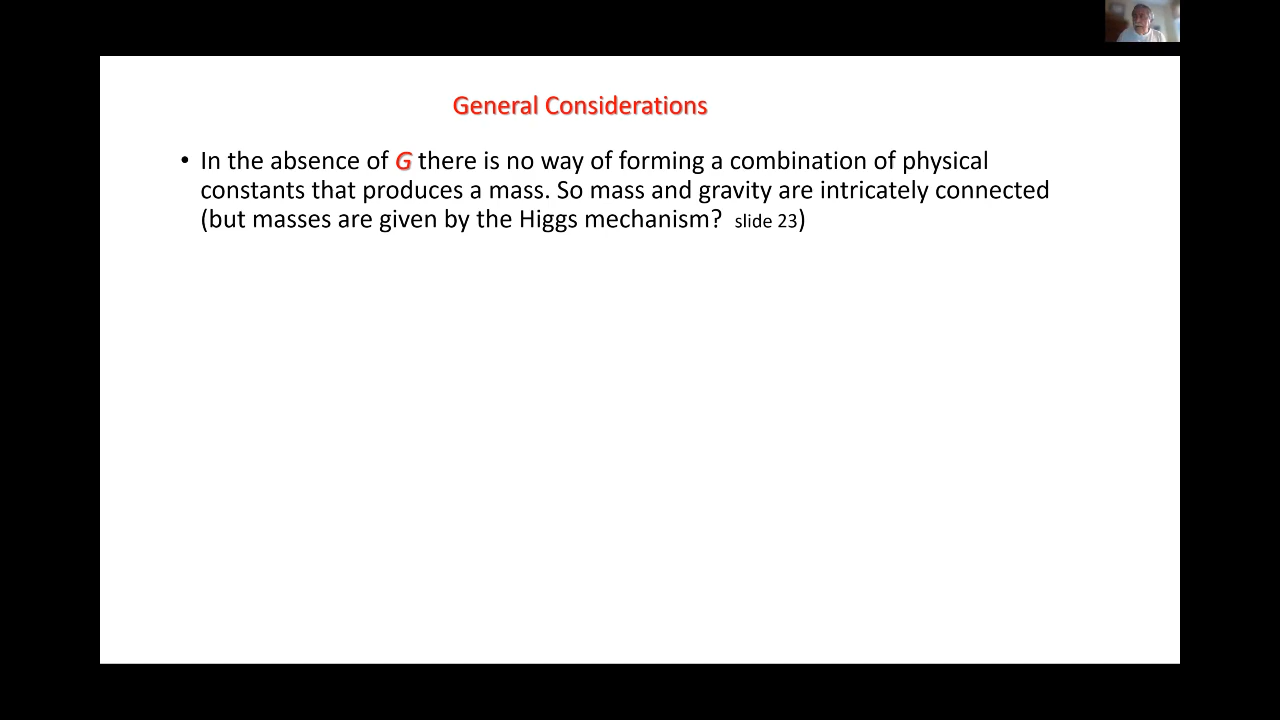 General Considerations
• In the absence of G there is no way of forming a combination of physical
constants that produces a mass. So mass and gravity are intricately connected
(but masses are given by the Higgs mechanism? slide 23)